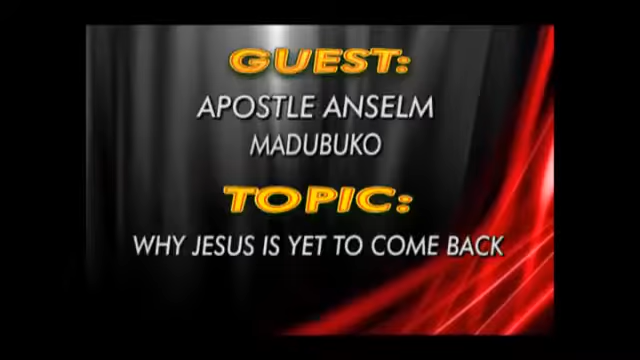 GUEST:
APOSTLE ANSELM
MADUBUKO
TOPIC:
WHY JESUS IS YET TO COME BACK